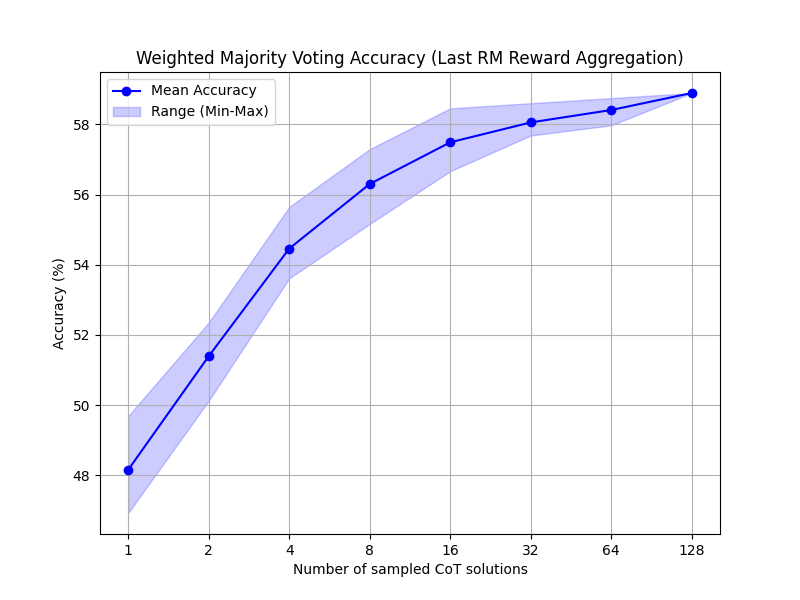 Weighted Majority Voting Accuracy (Last RM Reward Aggregation)
Mean Accuracy
Range (Min-Max)
Accuracy (%)
58
56
54
52
50
48
1 2 4 8 16 32 64 128
Number of sampled CoT solutions